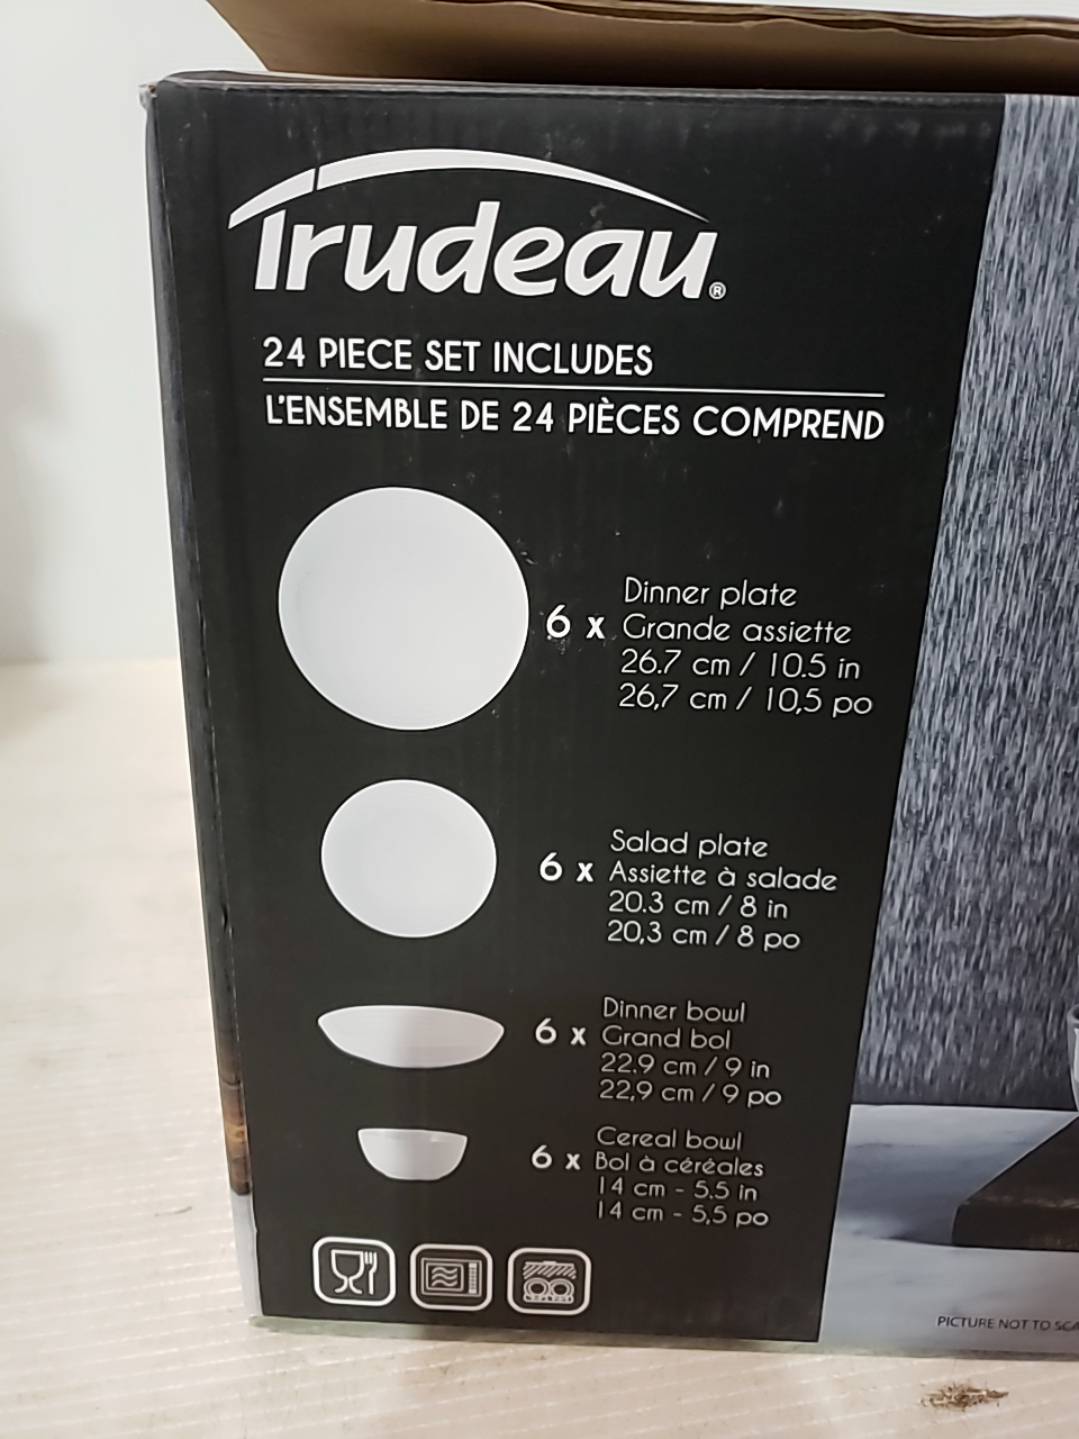 Trudeau®
24 PIECE SET INCLUDES
L'ENSEMBLE DE 24 PIÈCES COMPREND
6 x Dinner plate
Grande assiette
26.7 cm / 10.5 in
26,7 cm / 10,5 po
6 x Salad plate
Assiette à salade
20.3 cm / 8 in
20,3 cm / 8 po
6 x Dinner bowl
Grand bol
22.9 cm / 9 in
22,9 cm / 9 po
6 x Cereal bowl
Bol à céréales
14 cm - 5.5 in
14 cm - 5,5 po
PICTURE NOT TO